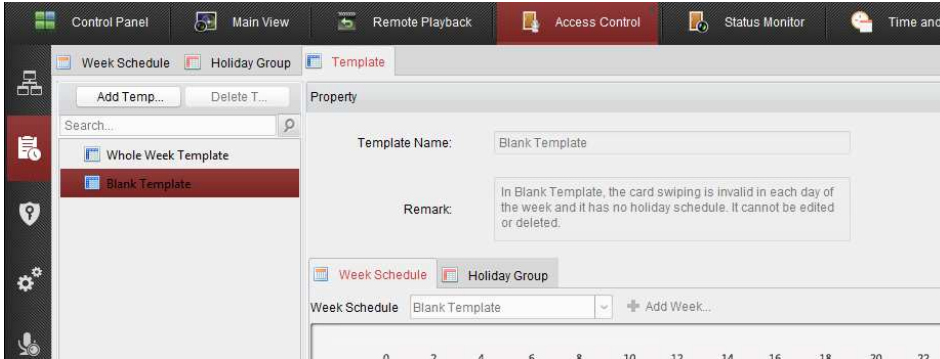 Control Panel Main View Remote Playback Access Control Status Monitor Time and
Week Schedule Holiday Group Template
Add Temp... Delete T...
Property
Search...
Whole Week Template
Blank Template
Template Name: Blank Template
Remark:
In Blank Template, the card swiping is invalid in each day of
the week and it has no holiday schedule. It cannot be edited
or deleted.
Week Schedule Holiday Group
Week Schedule Blank Template Add Week...
0 2 4 6 8 10 12 14 16 18 20 22